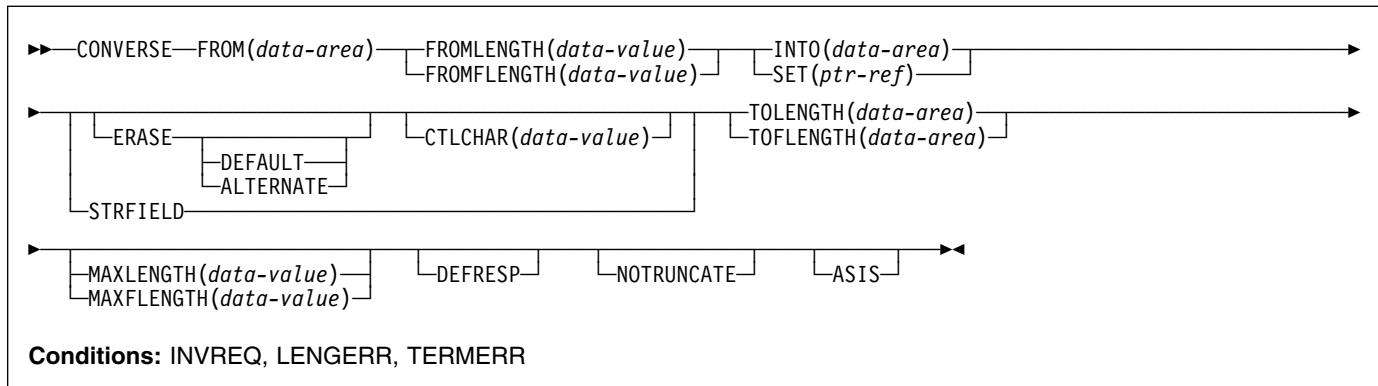 CONVERSE FROM(data-area) FROMLENGTH(data-value) INTO(data-area)
FROMFLENGTH(data-value) SET(ptr-ref)
ERASE CTLCHAR(data-value) TOLENGTH(data-area)
DEFAULT TOFLENGTH(data-area)
ALTERNATE
STRFIELD
MAXLENGTH(data-value) DEFRESP NOTRUNCATE ASIS
MAXFLENGTH(data-value)
Conditions: INVREQ, LENGERR, TERMERR